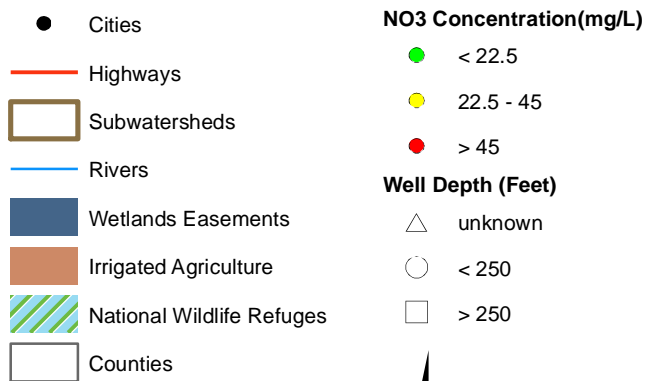 Cities
Highways
Subwatersheds
Rivers
Wetlands Easements
Irrigated Agriculture
National Wildlife Refuges
Counties
NO3 Concentration(mg/L)
< 22.5
22.5 - 45
> 45
Well Depth (Feet)
unknown
< 250
> 250